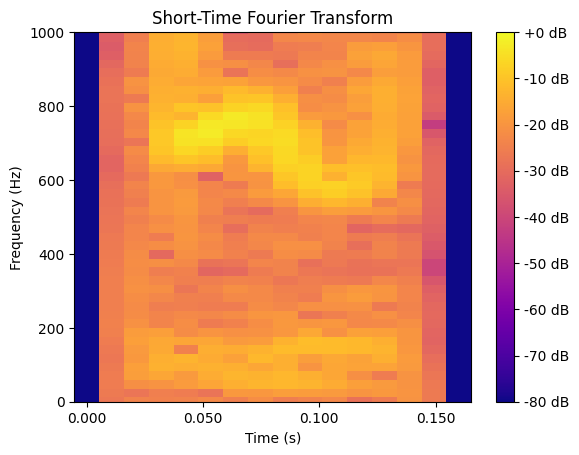 Short-Time Fourier Transform
1000
800
600
400
200
0
Frequency (Hz)
0.000
0.050
0.100
0.150
Time (s)
+0 dB
-10 dB
-20 dB
-30 dB
-40 dB
-50 dB
-60 dB
-70 dB
-80 dB